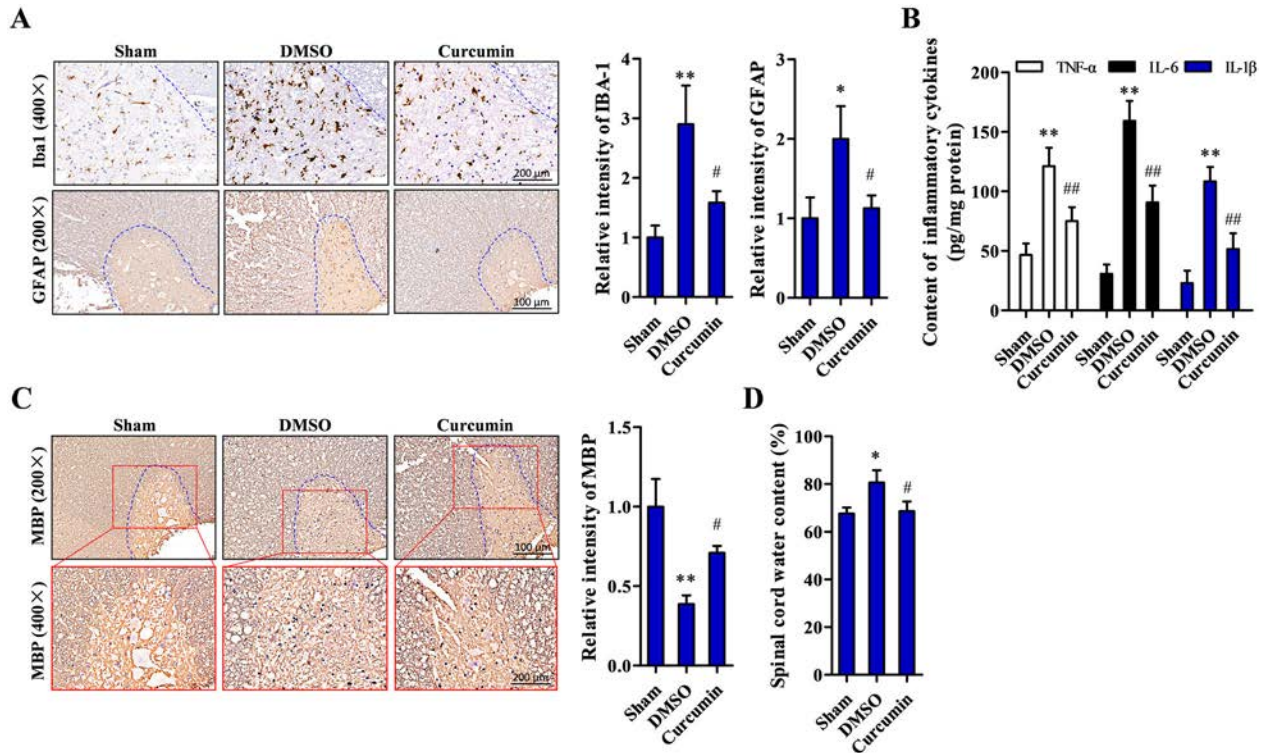 A
Sham
DMSO
Curcumin
Iba1 (400×)
200 μm
GFAP (200×)
100 μm
Relative intensity of IBA-1
4
3
2
1
0
**
#
Sham
DMSO
Curcumin
Relative intensity of GFAP
3
2
1
0
*
#
Sham
DMSO
Curcumin
B
TNF-α IL-6 IL-1β
Content of inflammatory cytokines
(pg/mg protein)
200
150
100
50
0
**
##
**
##
**
##
Sham
DMSO
Curcumin
Sham
DMSO
Curcumin
Sham
DMSO
Curcumin
C
Sham
DMSO
Curcumin
MBP (200×)
100 μm
MBP (400×)
200 μm
Relative intensity of MBP
1.5
1.0
0.5
0.0
**
#
Sham
DMSO
Curcumin
D
Spinal cord water content (%)
100
80
60
40
20
0
*
#
Sham
DMSO
Curcumin